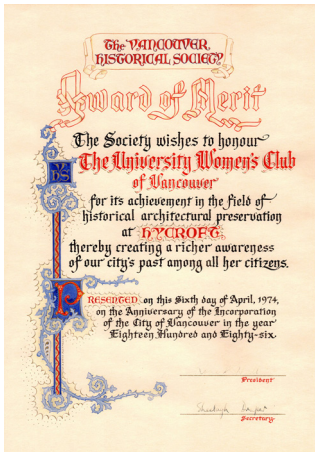 The VANCOUVER
HISTORICAL SOCIETY
Award of Merit
The Society wishes to honour
The University Women's Club
of Vancouver
for its achievement in the field of
historical architectural preservation
at HYCROFT
thereby creating a richer awareness
of our city's past among all her citizens.
VHS
PRESENTED on this Sixth day of April, 1974,
on the Anniversary of the Incorporation
of the City of Vancouver in the year
Eighteen Hundred and Eighty-six.
President
Secretary